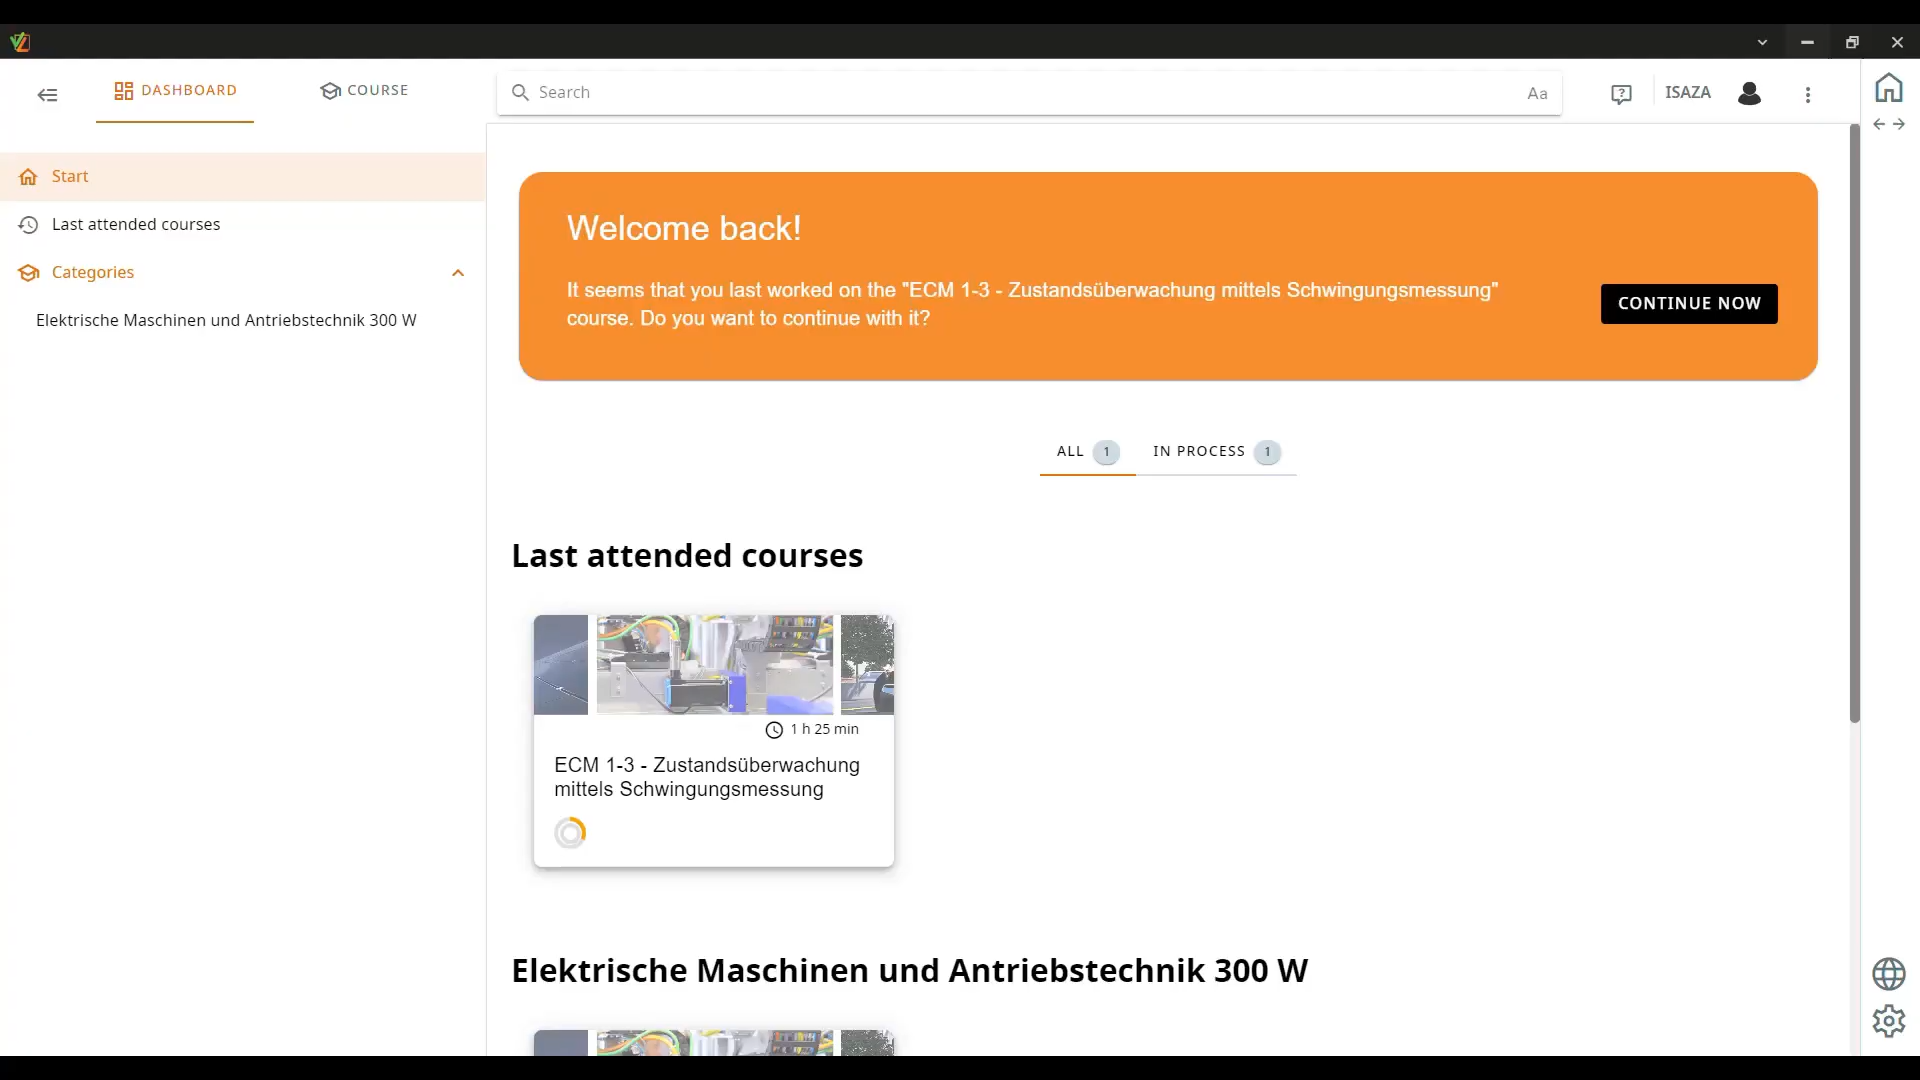 DASHBOARD
COURSE
Search
Aa
ISAZA
Start
Last attended courses
Categories
Elektrische Maschinen und Antriebstechnik 300 W
Welcome back!
It seems that you last worked on the "ECM 1-3 - Zustandsüberwachung mittels Schwingungsmessung"
course. Do you want to continue with it?
CONTINUE NOW
ALL 1
IN PROCESS 1
Last attended courses
1 h 25 min
ECM 1-3 - Zustandsüberwachung
mittels Schwingungsmessung
Elektrische Maschinen und Antriebstechnik 300 W